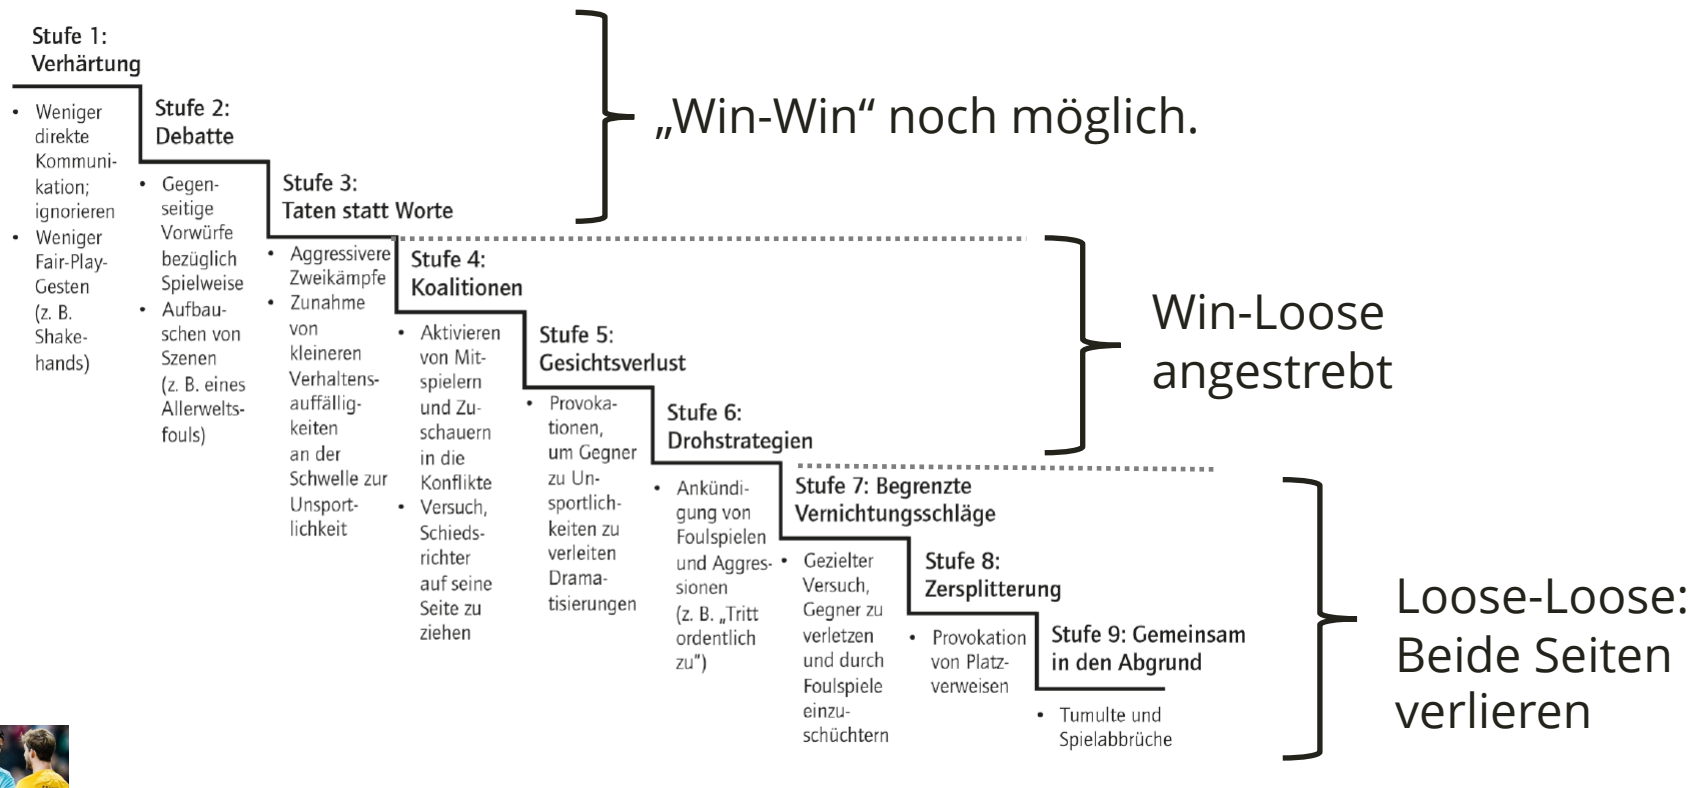 Stufe 1:
Verhärtung
• Weniger
direkte
Kommuni-
kation;
ignorieren
• Weniger
Fair-Play-
Gesten
(z. B.
Shake-
hands)
Stufe 2:
Debatte
• Gegen-
seitige
Vorwürfe
bezüglich
Spielweise
• Aufbau-
schen von
Szenen
(z. B. eines
Allerwelts-
fouls)
Stufe 3:
Taten statt Worte
• Aggressivere
Zweikämpfe
• Zunahme
von
kleineren
Verhaltens-
auffällig-
keiten
an der
Schwelle zur
Unsport-
lichkeit
„Win-Win“ noch möglich.
Stufe 4:
Koalitionen
• Aktivieren
von Mit-
spielern
und Zu-
schauern
in die
Konflikte
• Versuch,
Schieds-
richter
auf seine
Seite zu
ziehen
Stufe 5:
Gesichtsverlust
• Provoka-
tionen,
um Gegner
zu Un-
sportlich-
keiten zu
verleiten
Drama-
tisierungen
Stufe 6:
Drohstrategien
• Ankündi-
gung von
Foulspielen
und Aggres-
sionen
(z. B. „Tritt
ordentlich
zu“)
Win-Loose
angestrebt
Stufe 7: Begrenzte
Vernichtungsschläge
• Gezielter
Versuch,
Gegner zu
verletzen
und durch
Foulspiele
einzu-
schüchtern
Stufe 8:
Zersplitterung
• Provokation
von Platz-
verweisen
Stufe 9: Gemeinsam
in den Abgrund
• Tumulte und
Spielabbrüche
Loose-Loose:
Beide Seiten
verlieren